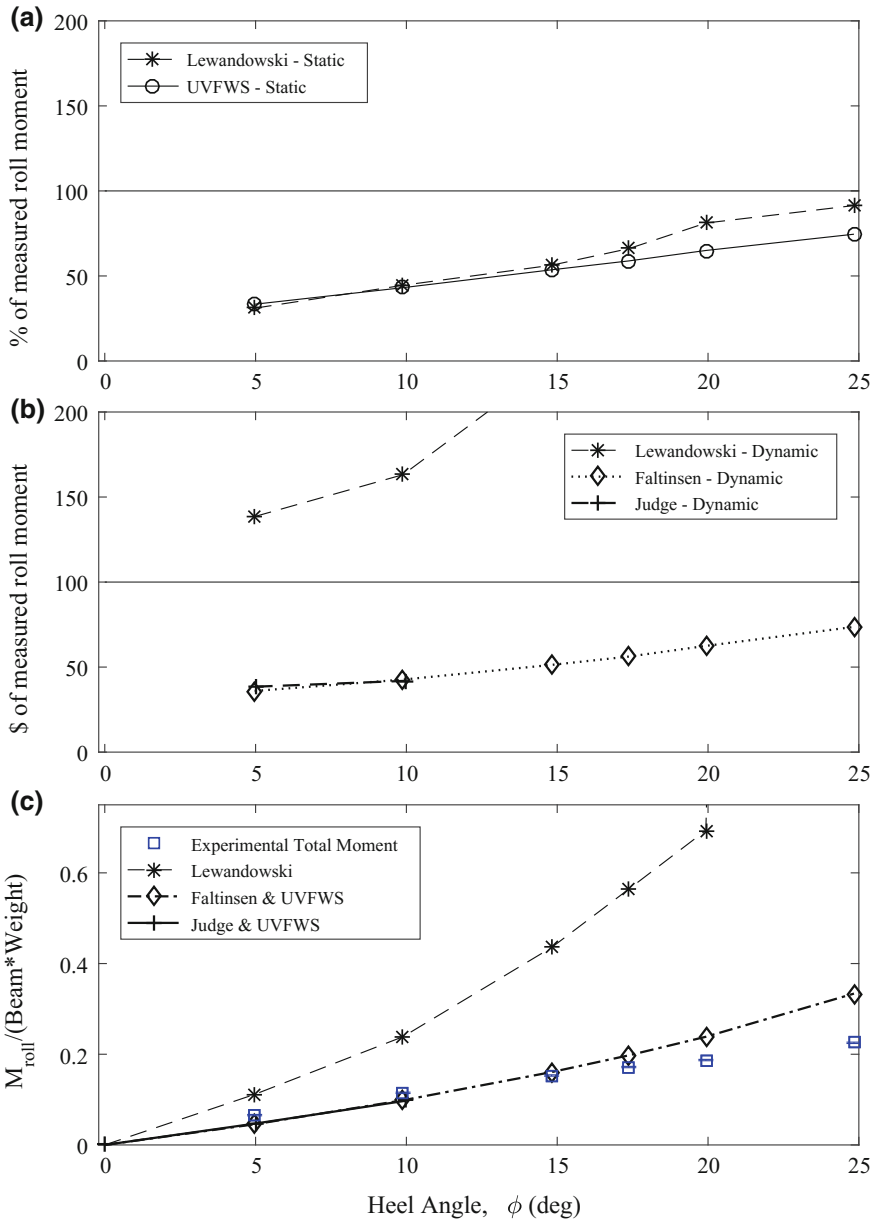 (a)
200
150
100
50
0
% of measured roll moment
Lewandowski - Static
UVFWS - Static
0 5 10 15 20 25
(b)
200
150
100
50
0
$ of measured roll moment
Lewandowski - Dynamic
Faltinsen - Dynamic
Judge - Dynamic
0 5 10 15 20 25
(c)
0.6
0.4
0.2
0
M_roll/(Beam*Weight)
Experimental Total Moment
Lewandowski
Faltinsen & UVFWS
Judge & UVFWS
0 5 10 15 20 25
Heel Angle, ϕ (deg)